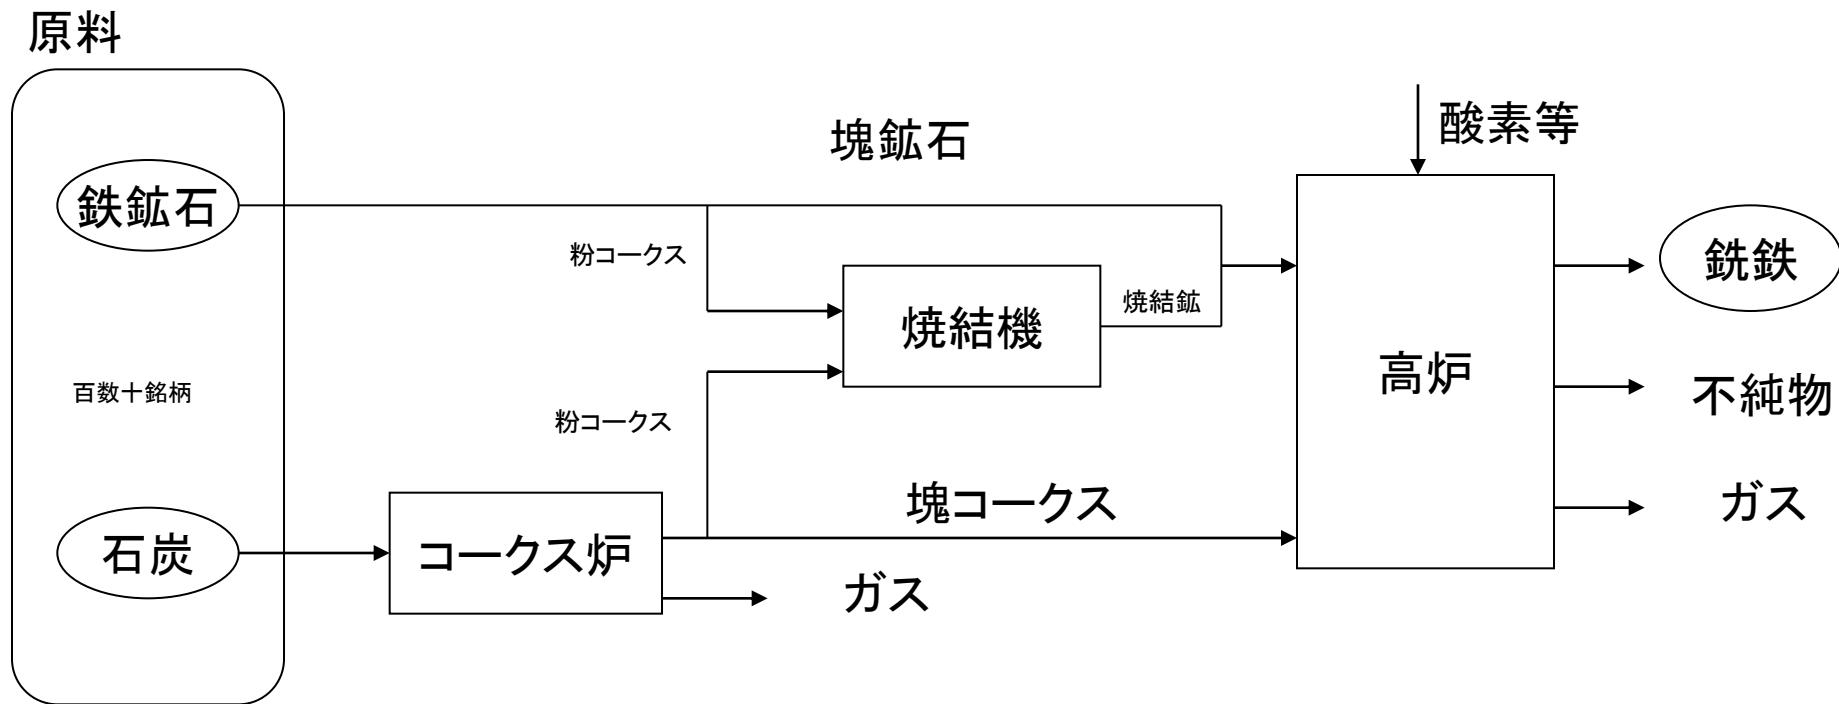 原料
酸素等
塊鉱石
鉄鉱石
粉コークス
銑鉄
焼結鉱
焼結機
高炉
百数十銘柄
不純物
粉コークス
塊コークス
ガス
石炭
コークス炉
ガス